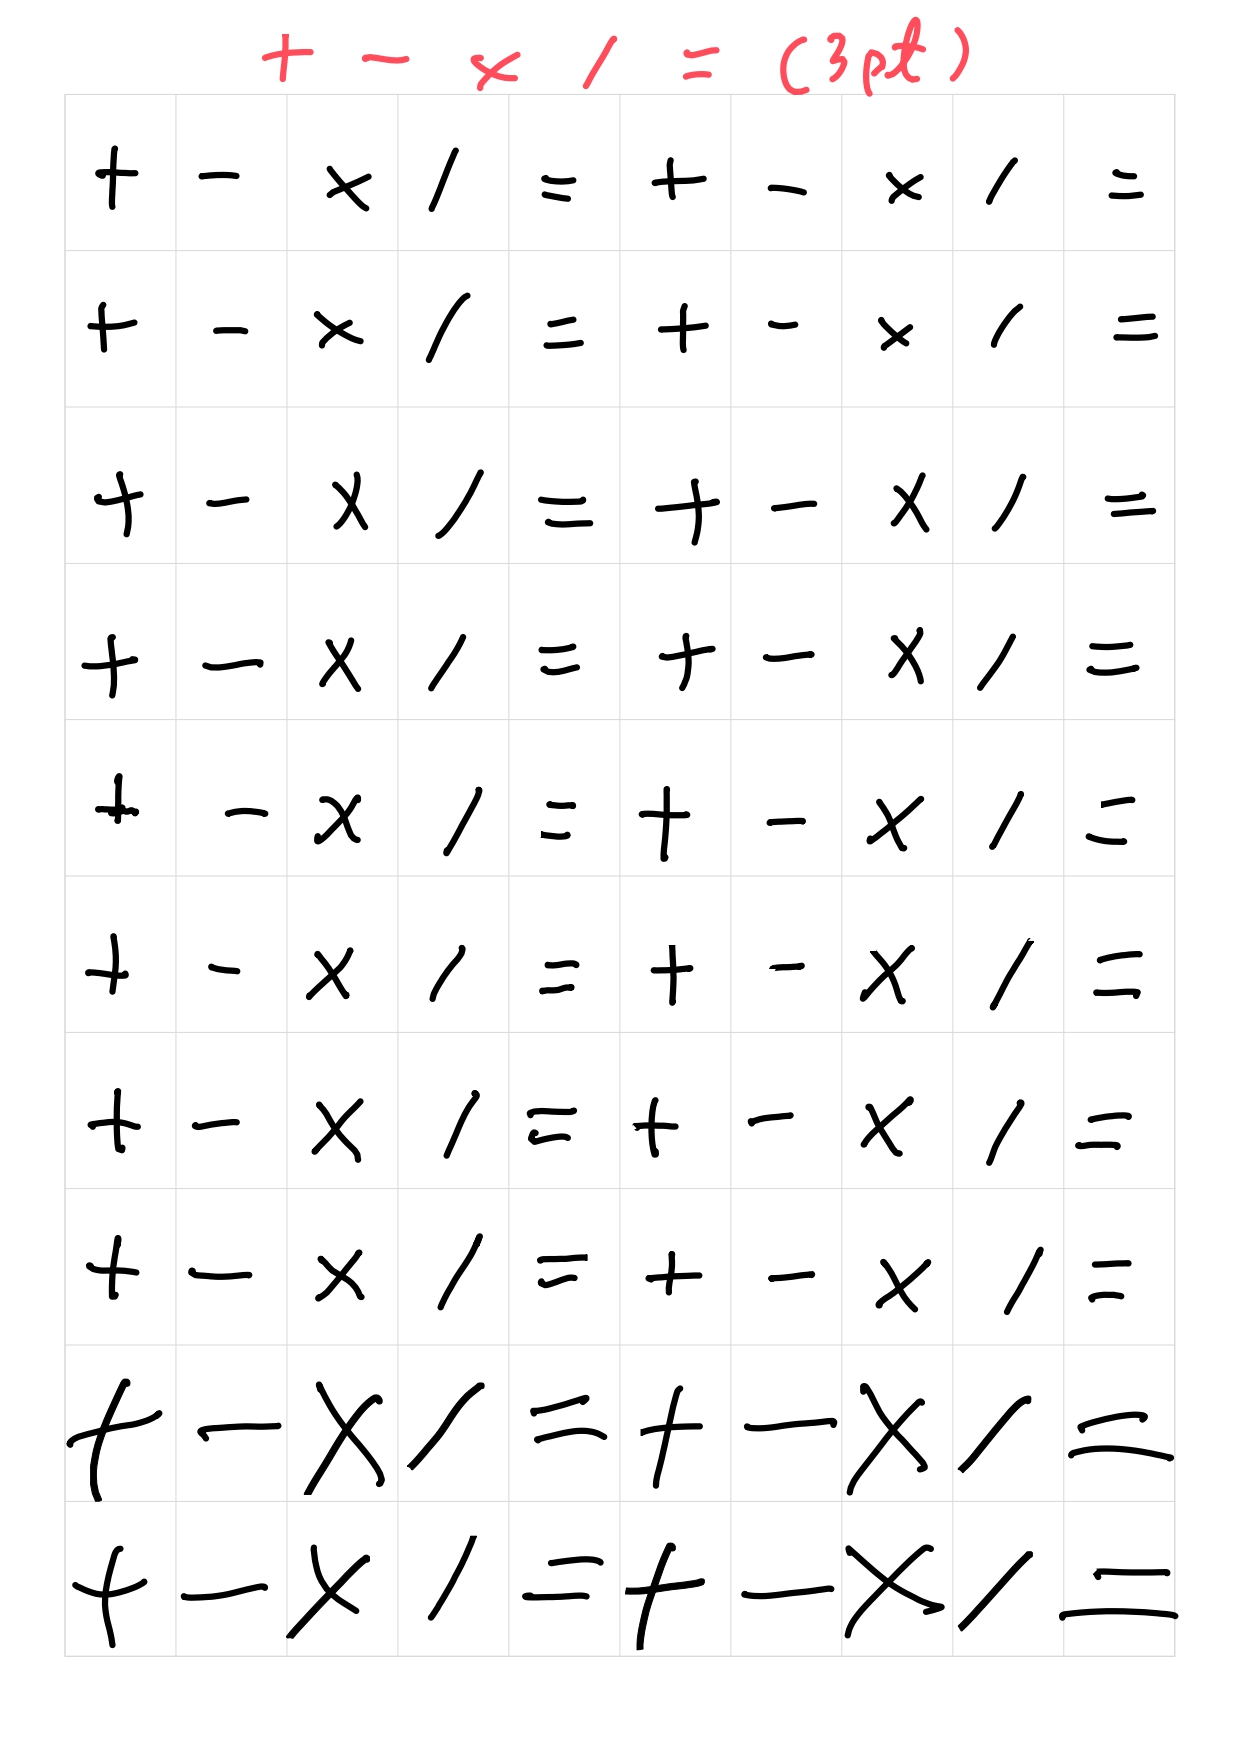 + - x / = (3pt)
+ - x / = + - x / =
+ - x / = + - x / =
+ - x / = + - x / =
+ - x / = + - x / =
+ - x / = + - x / =
+ - x / = + - x / =
+ - x / = + - x / =
+ - x / = + - x / =
+ - x / = + - x / =
+ - x / = + - x / =